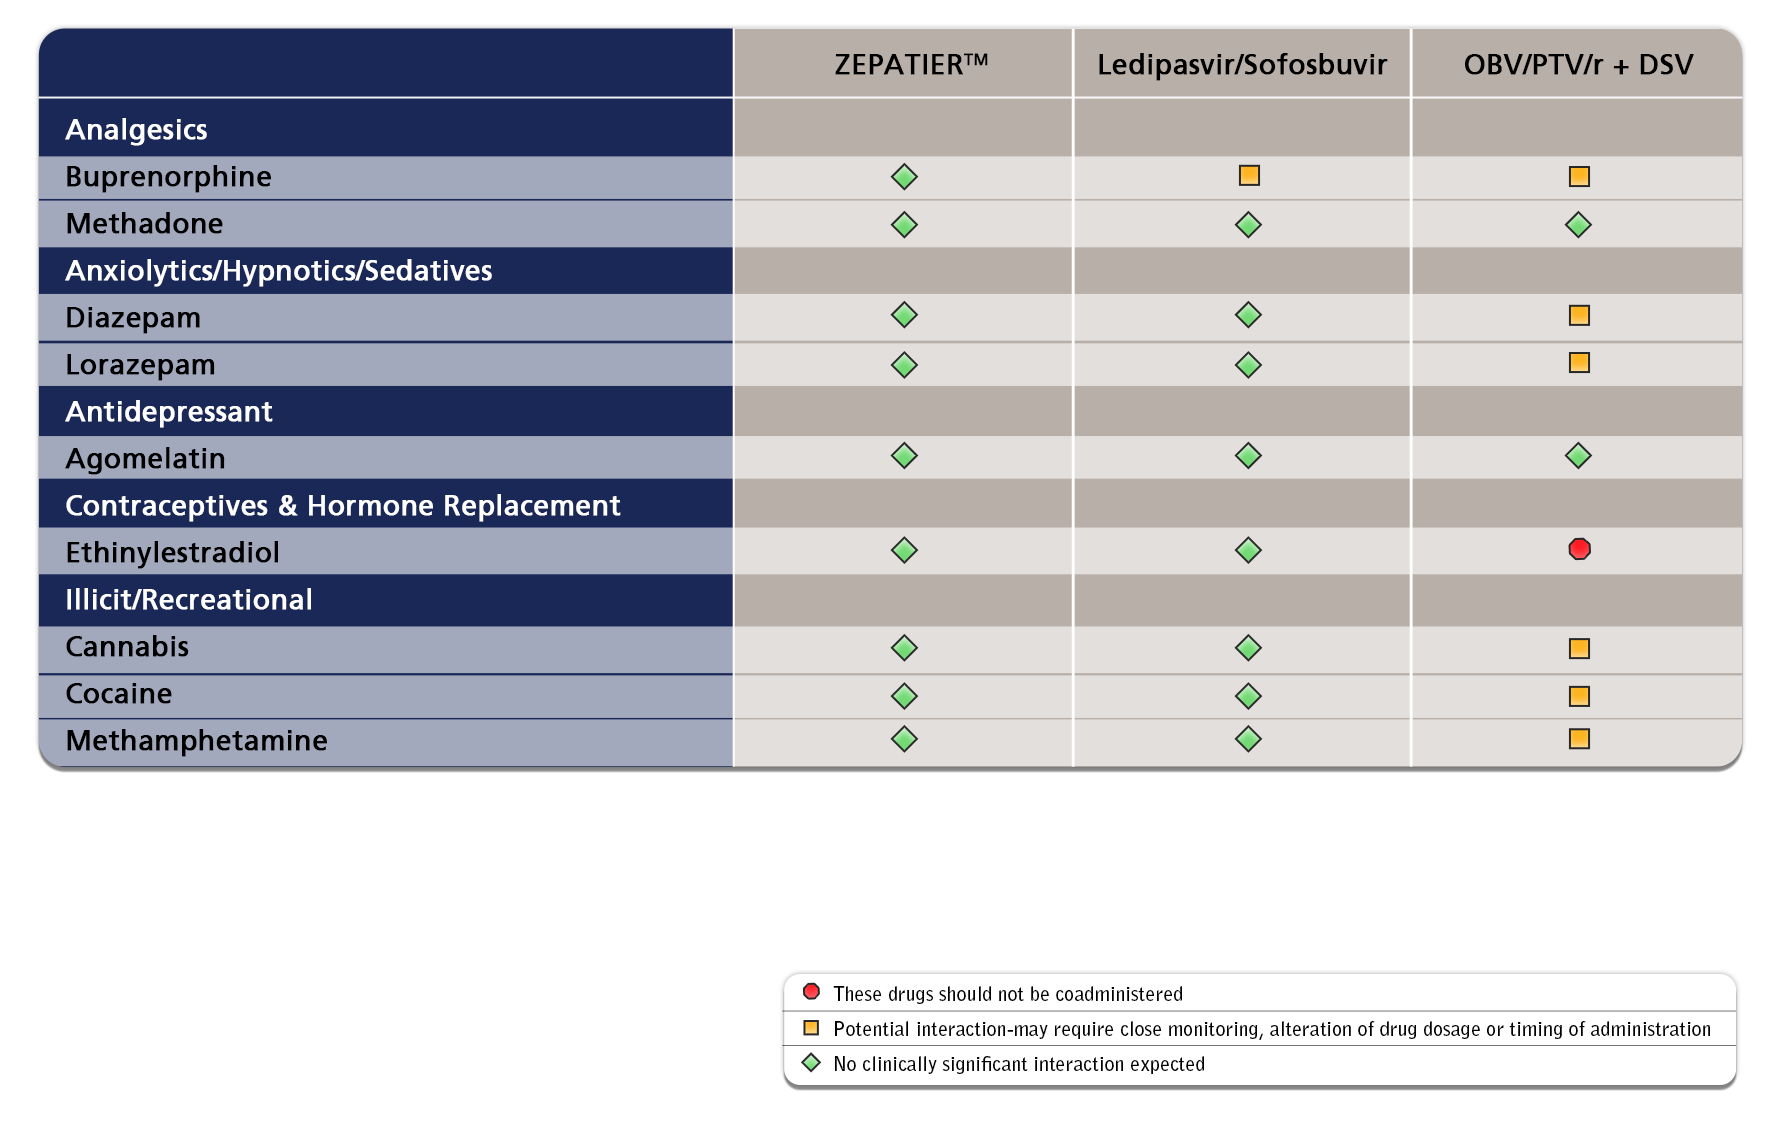 ZEPATIER™ Ledipasvir/Sofosbuvir OBV/PTV/r + DSV
Analgesics
Buprenorphine
Methadone
Anxiolytics/Hypnotics/Sedatives
Diazepam
Lorazepam
Antidepressant
Agomelatin
Contraceptives & Hormone Replacement
Ethinylestradiol
Illicit/Recreational
Cannabis
Cocaine
Methamphetamine
These drugs should not be coadministered
Potential interaction-may require close monitoring, alteration of drug dosage or timing of administration
No clinically significant interaction expected